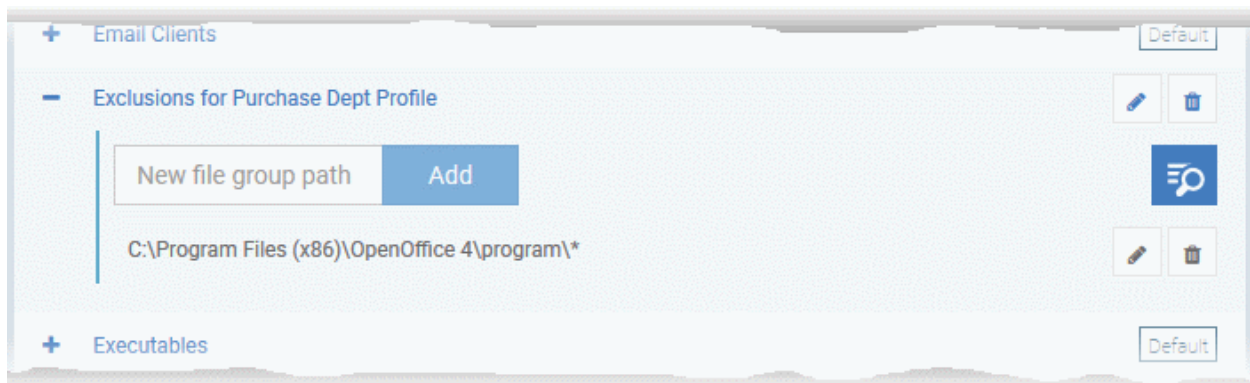 Email Clients
Default
Exclusions for Purchase Dept Profile
New file group path
Add
C:\Program Files (x86)\OpenOffice 4\program\*
Executables
Default